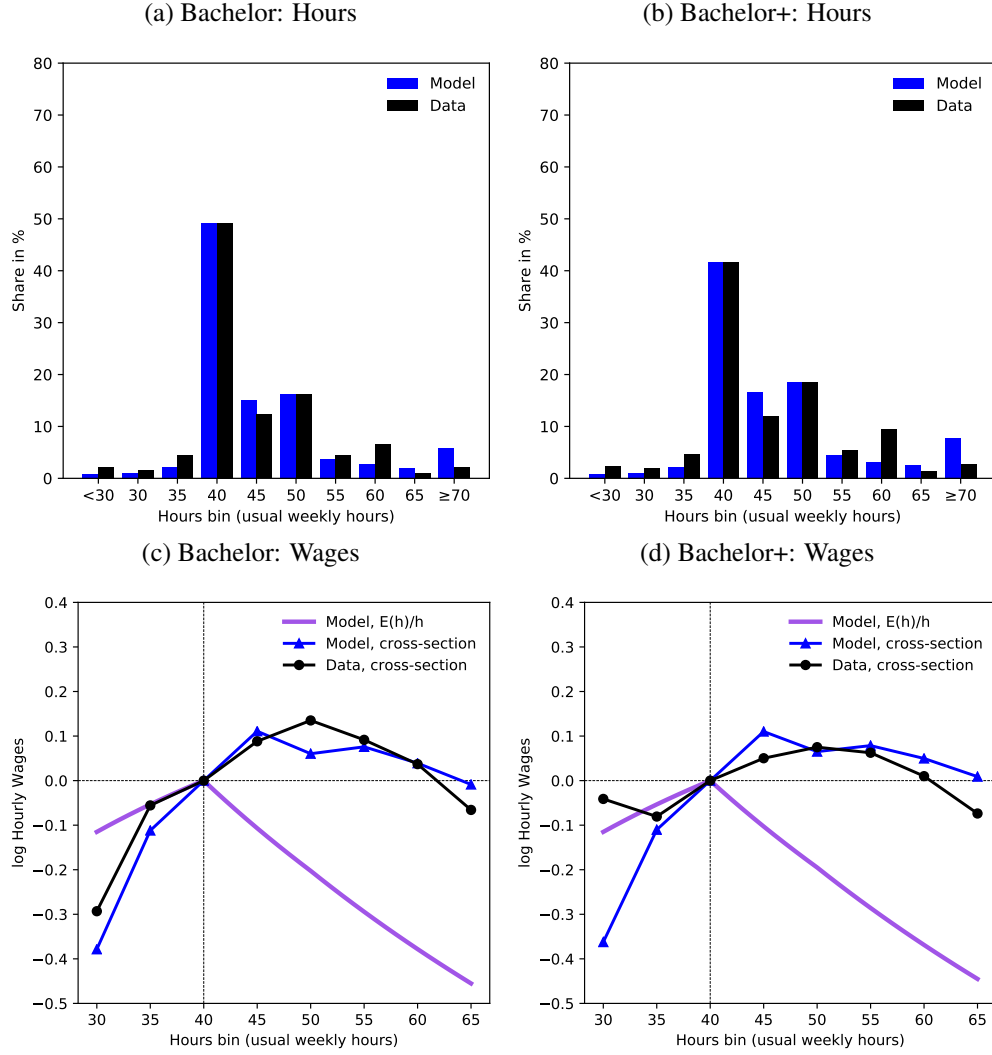 (a) Bachelor: Hours
(b) Bachelor+: Hours
80
70
60
50
40
30
20
10
0
Share in %
Model
Data
<30 30 35 40 45 50 55 60 65 ≥70
Hours bin (usual weekly hours)
80
70
60
50
40
30
20
10
0
Share in %
Model
Data
<30 30 35 40 45 50 55 60 65 ≥70
Hours bin (usual weekly hours)
(c) Bachelor: Wages
(d) Bachelor+: Wages
0.4
0.3
0.2
0.1
0.0
−0.1
−0.2
−0.3
−0.4
−0.5
log Hourly Wages
Model, E(h)/h
Model, cross-section
Data, cross-section
30 35 40 45 50 55 60 65
Hours bin (usual weekly hours)
0.4
0.3
0.2
0.1
0.0
−0.1
−0.2
−0.3
−0.4
−0.5
log Hourly Wages
Model, E(h)/h
Model, cross-section
Data, cross-section
30 35 40 45 50 55 60 65
Hours bin (usual weekly hours)